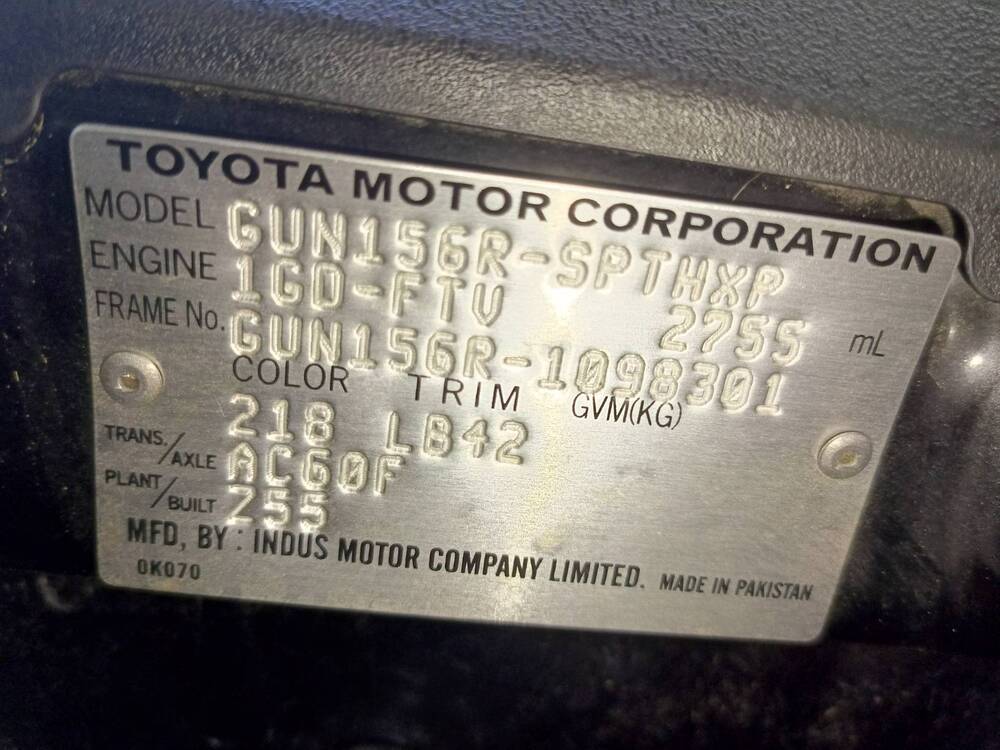 TOYOTA MOTOR CORPORATION
MODEL GUN156R-SPTHXP
ENGINE 1GD-FTV 2755 mL
FRAME No. GUN156R-1098301
COLOR TRIM GVM(KG)
218 LB42
TRANS./AXLE AC60F
PLANT/BUILT Z55
MFD, BY : INDUS MOTOR COMPANY LIMITED. MADE IN PAKISTAN
0K070